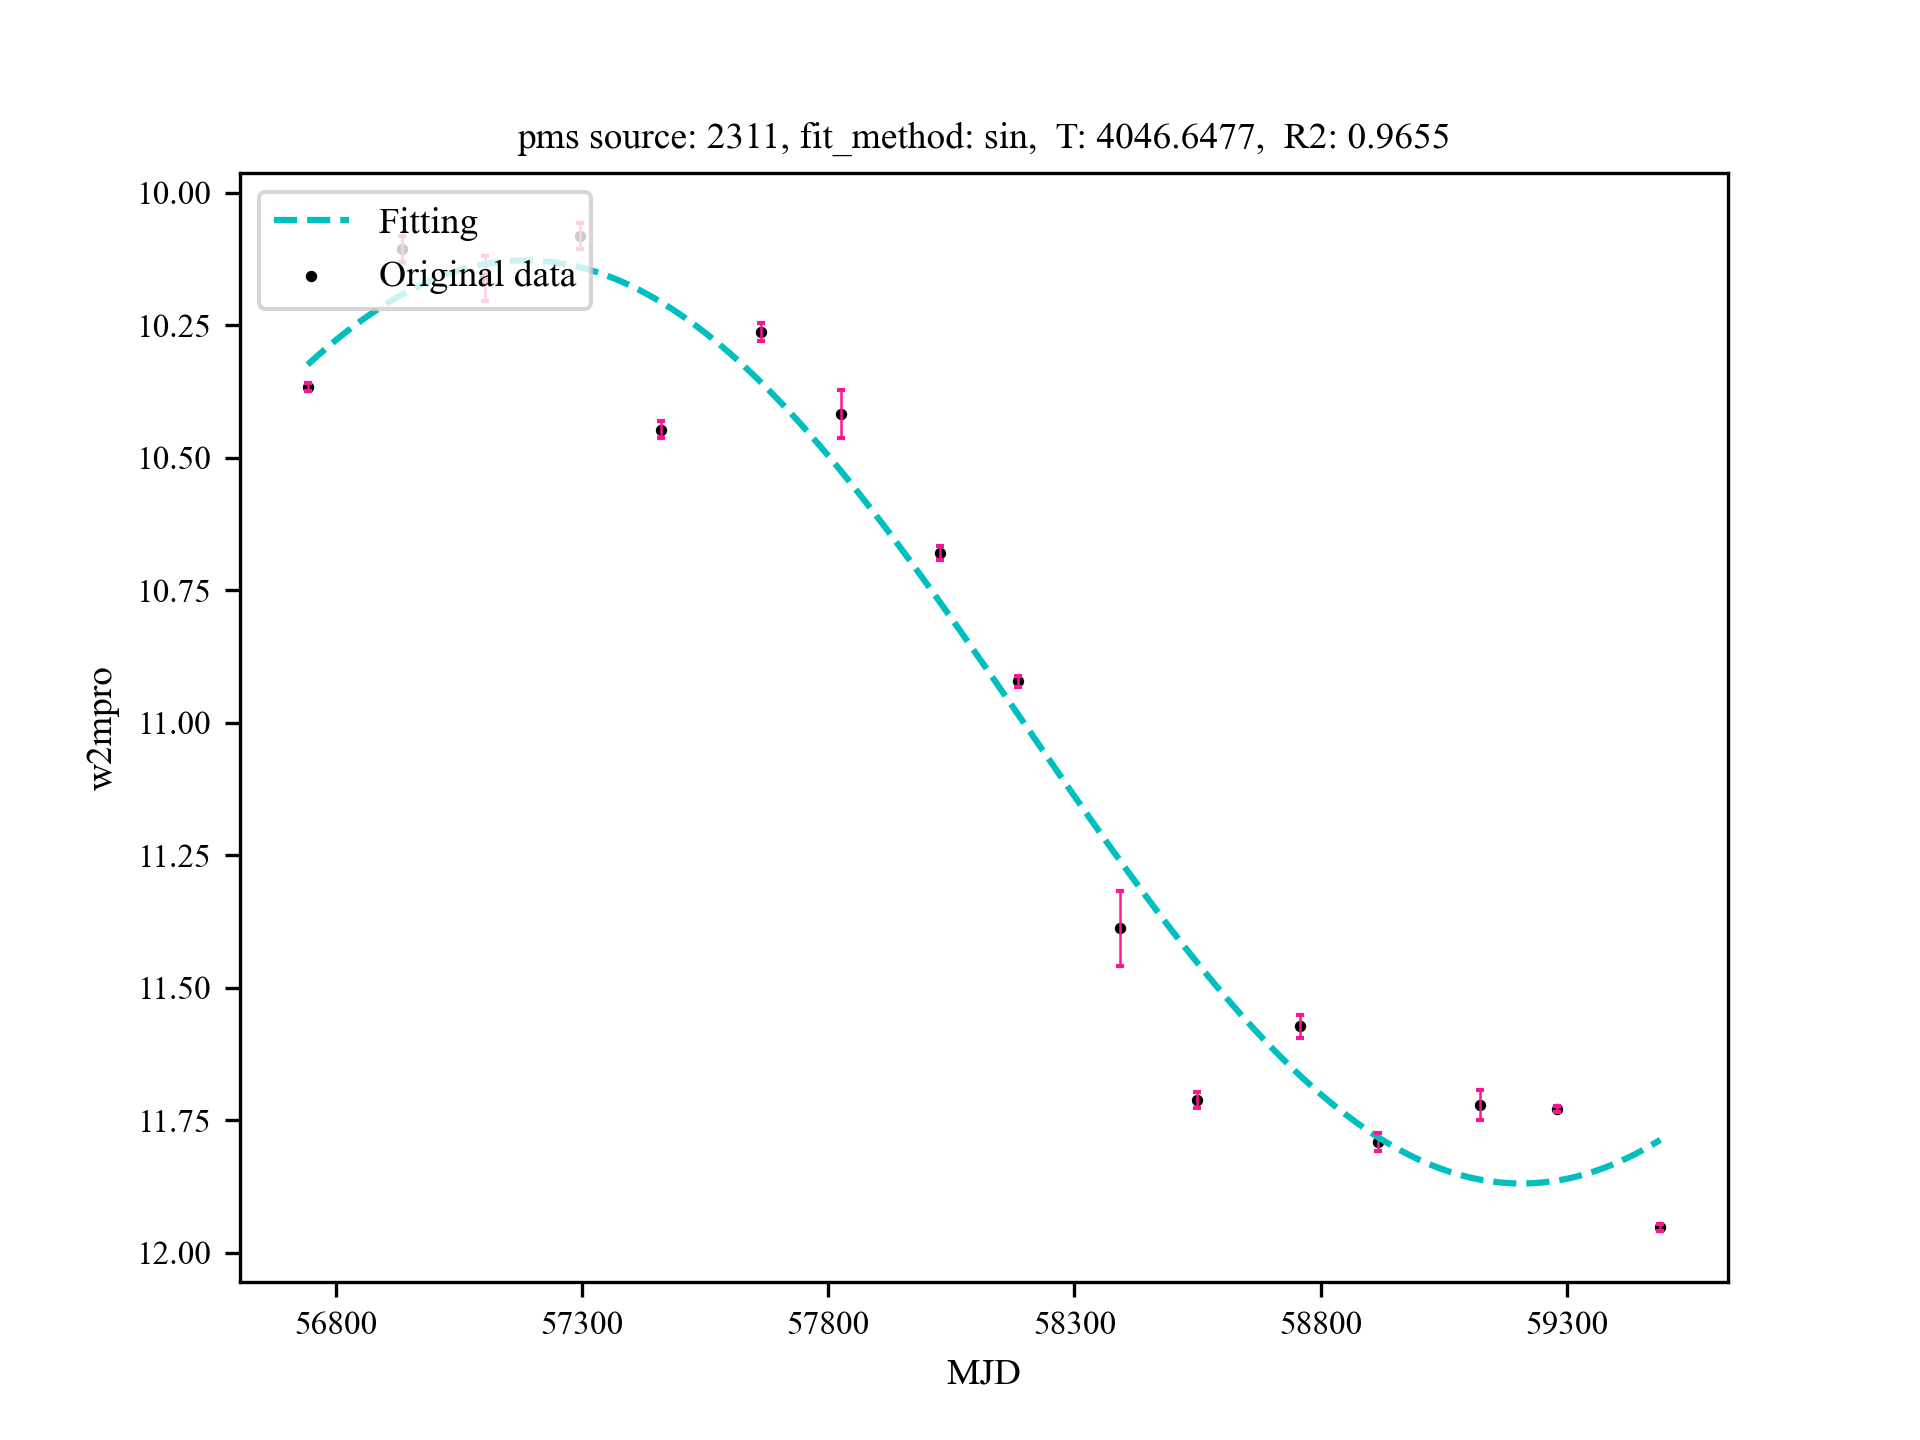 pms source: 2311, fit_method: sin, T: 4046.6477, R2: 0.9655
Fitting
Original data
10.00
10.25
10.50
10.75
11.00
11.25
11.50
11.75
12.00
w2mpro
56800 57300 57800 58300 58800 59300
MJD